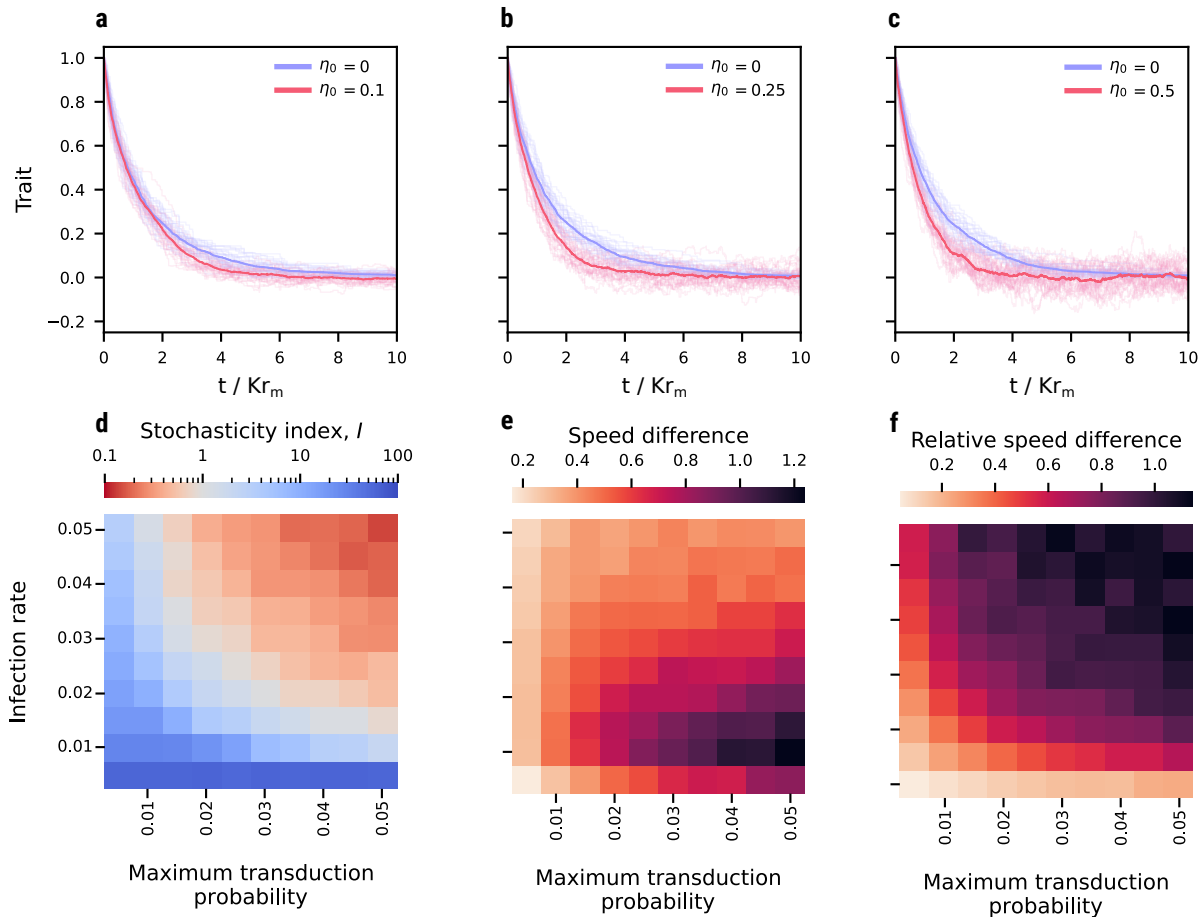 a
b
c
η₀ = 0
η₀ = 0.1
η₀ = 0
η₀ = 0.25
η₀ = 0
η₀ = 0.5
Trait
1.0
0.8
0.6
0.4
0.2
0.0
−0.2
0 2 4 6 8 10
0 2 4 6 8 10
0 2 4 6 8 10
t / Krₘ
t / Krₘ
t / Krₘ
d
Stochasticity index, I
0.1 1 10 100
e
Speed difference
0.2 0.4 0.6 0.8 1.0 1.2
f
Relative speed difference
0.2 0.4 0.6 0.8 1.0
Infection rate
0.05
0.04
0.03
0.02
0.01
0.01 0.02 0.03 0.04 0.05
0.01 0.02 0.03 0.04 0.05
0.01 0.02 0.03 0.04 0.05
Maximum transduction
probability
Maximum transduction
probability
Maximum transduction
probability